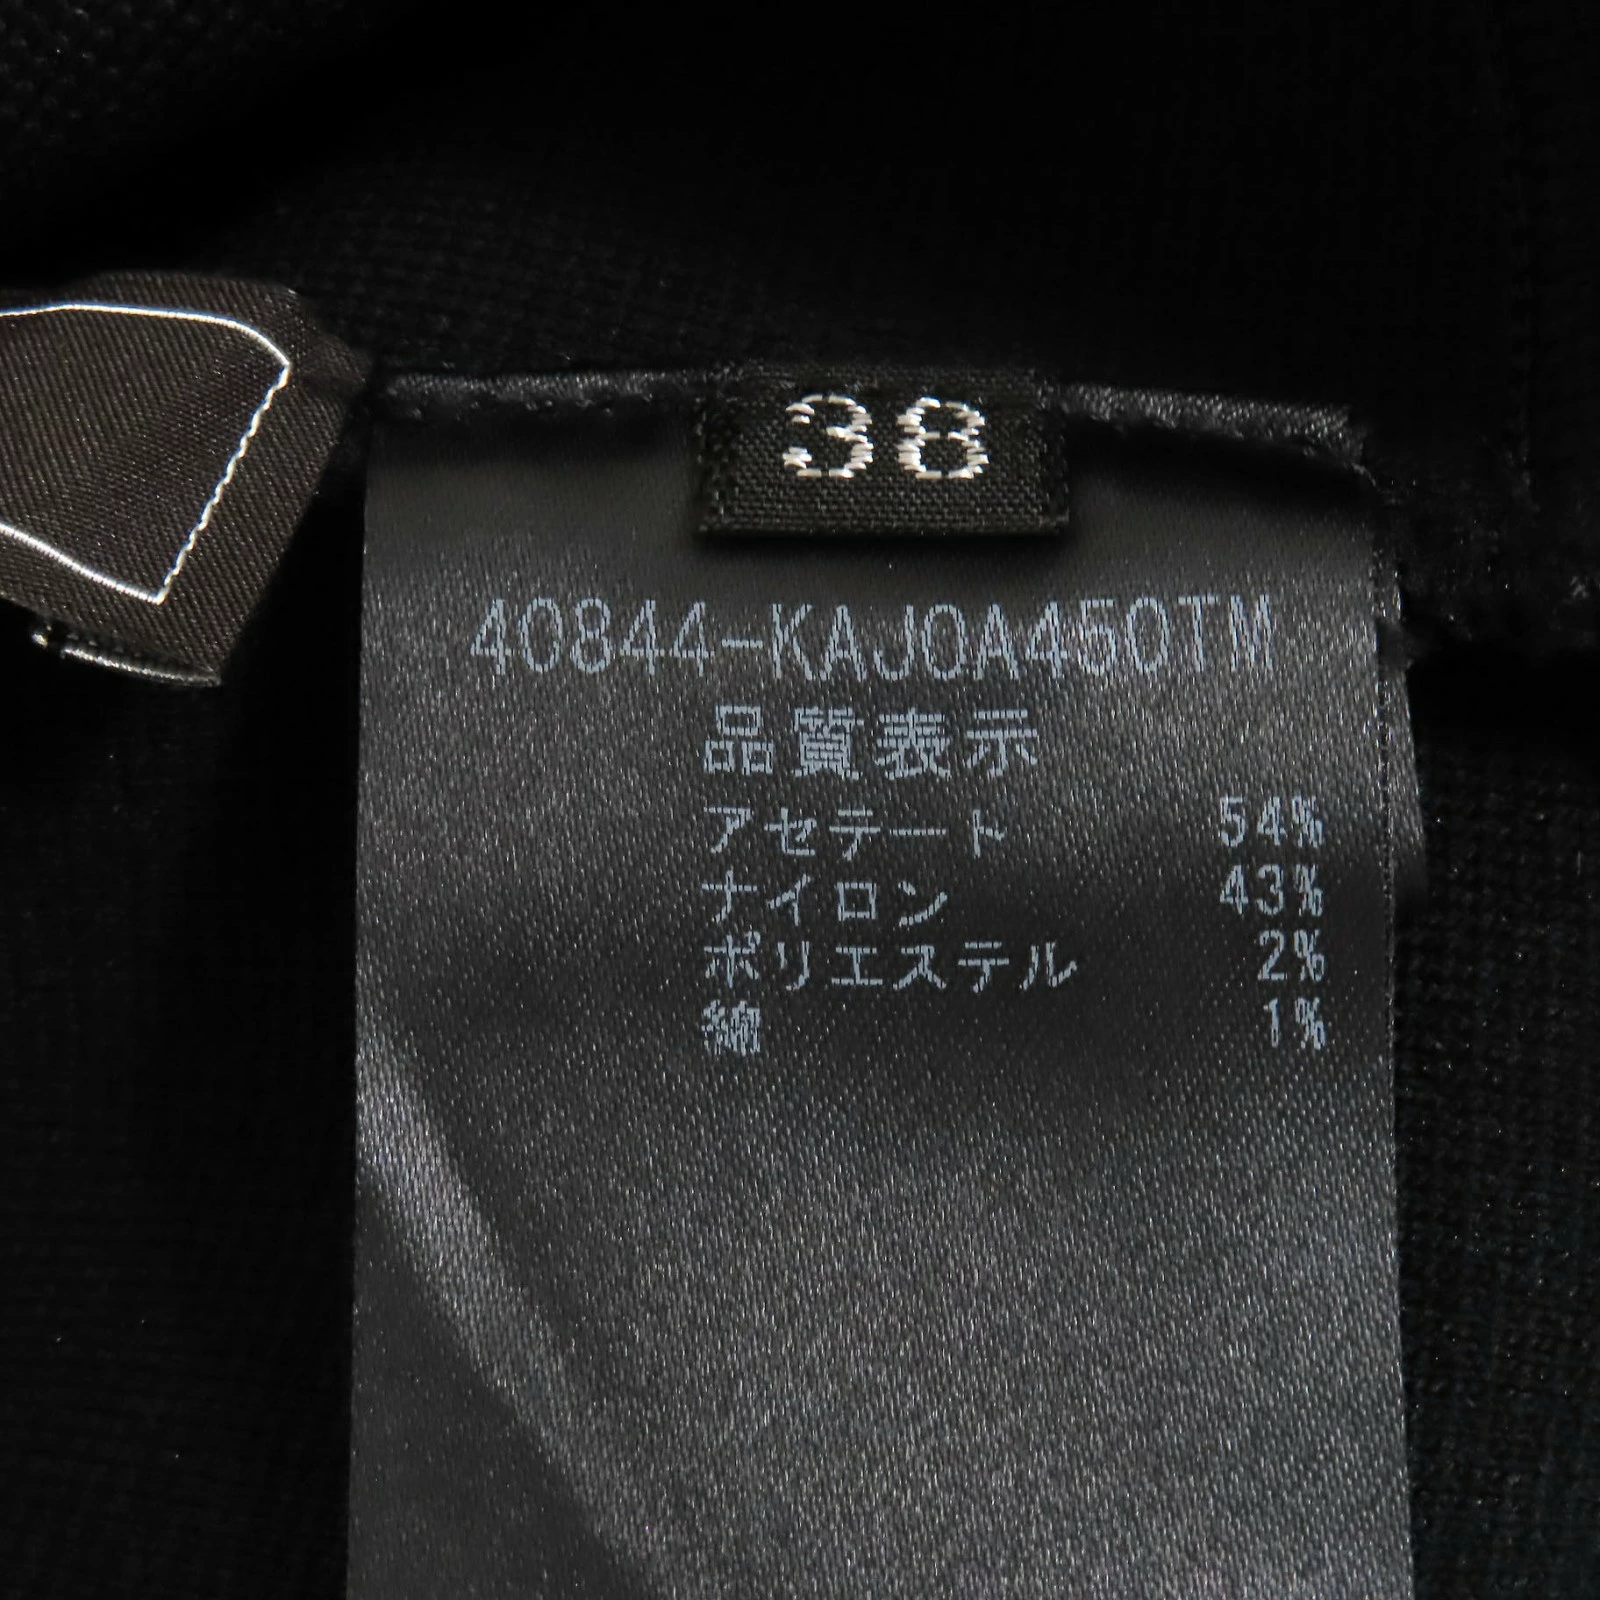 38
40844-KAJ0A450TM
品質表示
アセテート 54%
ナイロン 43%
ポリエステル 2%
綿 1%